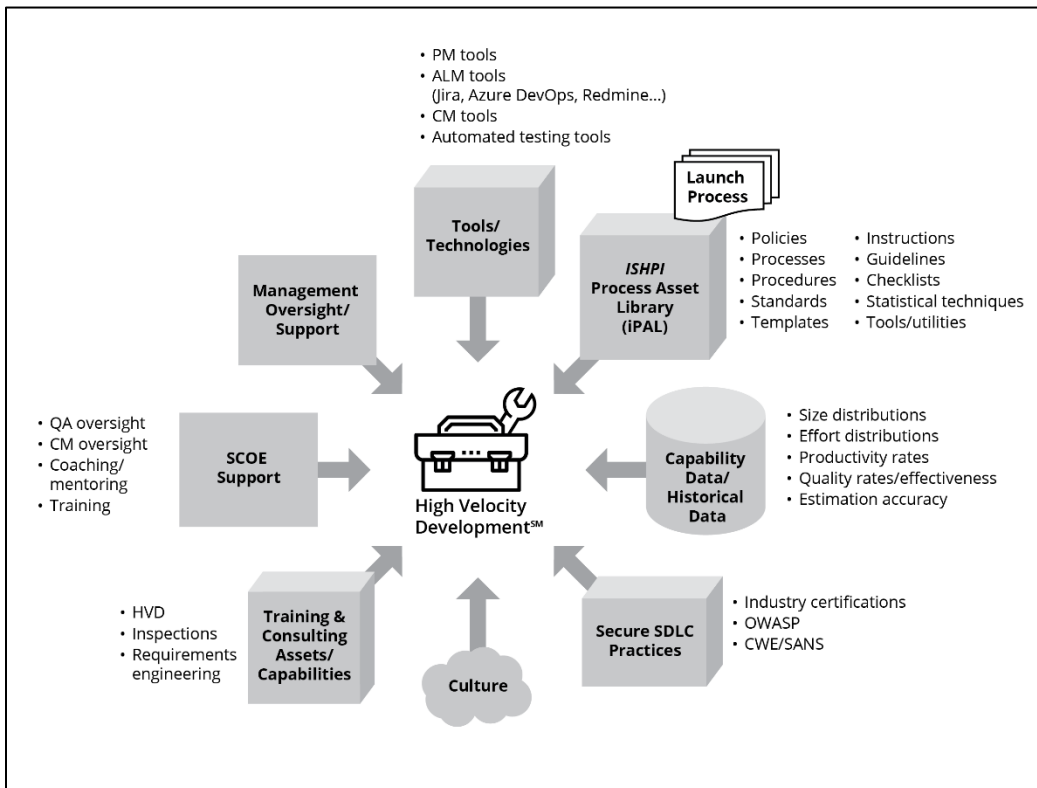 • PM tools
• ALM tools
(Jira, Azure DevOps, Redmine...)
• CM tools
• Automated testing tools
Launch
Process
Tools/
Technologies
ISHPI
Process Asset
Library
(iPAL)
• Policies
• Processes
• Procedures
• Standards
• Templates
• Instructions
• Guidelines
• Checklists
• Statistical techniques
• Tools/utilities
Management
Oversight/
Support
• QA oversight
• CM oversight
• Coaching/
mentoring
• Training
SCOE
Support
High Velocity
Development℠
Capability
Data/
Historical
Data
• Size distributions
• Effort distributions
• Productivity rates
• Quality rates/effectiveness
• Estimation accuracy
• HVD
• Inspections
• Requirements
engineering
Training &
Consulting
Assets/
Capabilities
Culture
Secure SDLC
Practices
• Industry certifications
• OWASP
• CWE/SANS